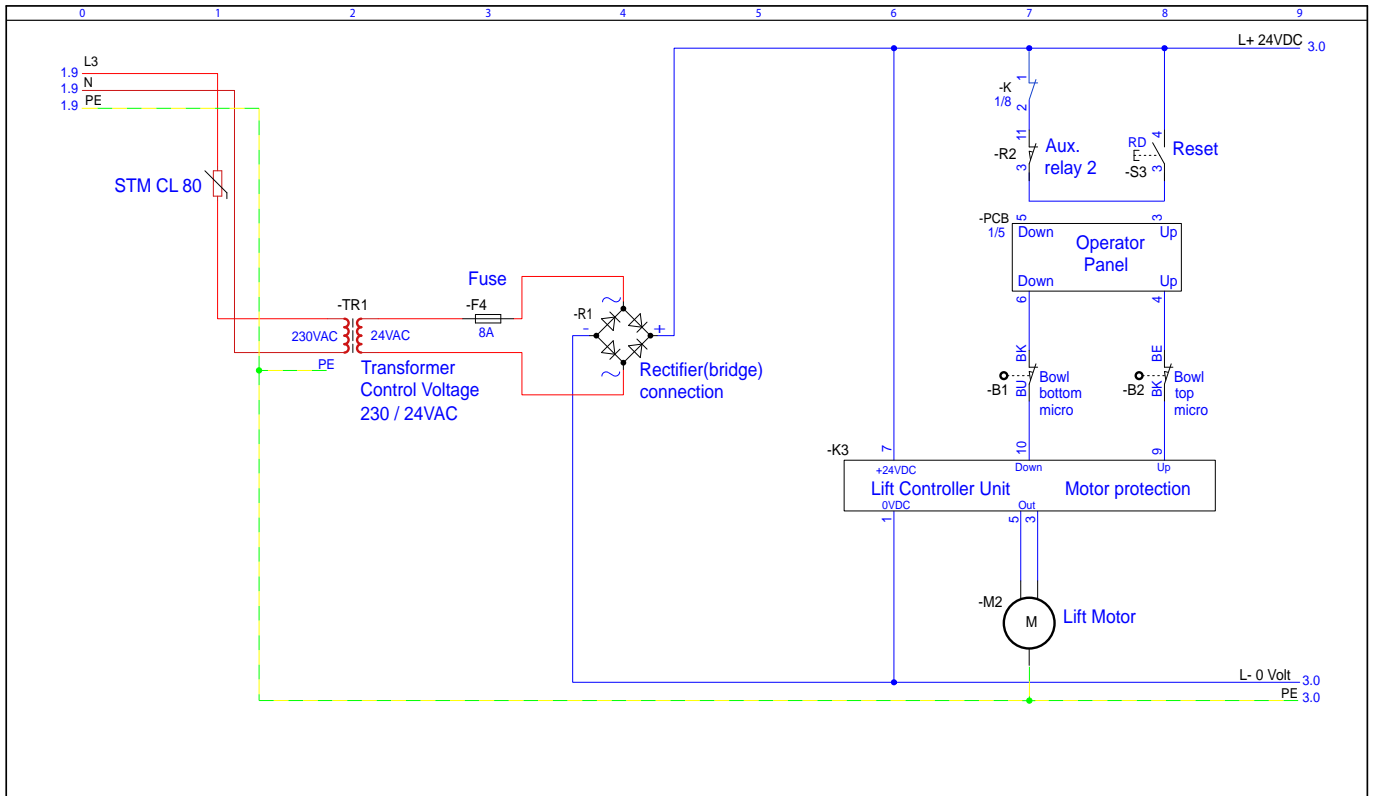 0 1 2 3 4 5 6 7 8 9
L+ 24VDC 3.0
1.9 L3
1.9 N
1.9 PE
STM CL 80
-TR1
230VAC
24VAC
PE
Transformer
Control Voltage
230 / 24VAC
Fuse
-F4
8A
-R1
-
+
Rectifier(bridge)
connection
-K
1/8
1
2
-R2
11
3
Aux.
relay 2
RD
-S3
4
3
Reset
-PCB
1/5
5
3
Down
Up
Operator
Panel
Down
Up
6
4
BK
BU
-B1
Bowl
bottom
micro
BE
BK
-B2
Bowl
top
micro
-K3
7
10
9
+24VDC
Down
Up
Lift Controller Unit
Motor protection
0VDC
Out
1
5
3
-M2
M
Lift Motor
L- 0 Volt 3.0
PE 3.0